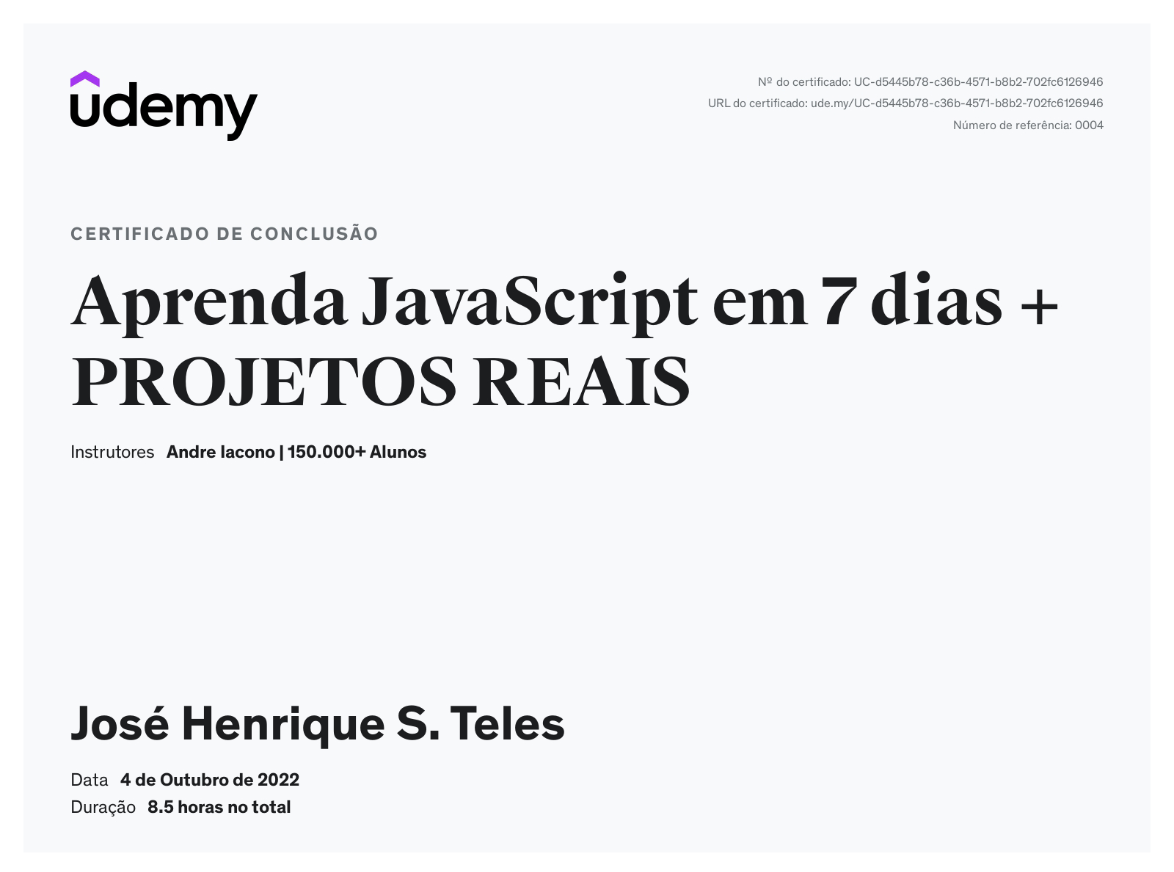 udemy
Nº do certificado: UC-d5445b78-c36b-4571-b8b2-702fc6126946
URL do certificado: ude.my/UC-d5445b78-c36b-4571-b8b2-702fc6126946
Número de referência: 0004
CERTIFICADO DE CONCLUSÃO
Aprenda JavaScript em 7 dias +
PROJETOS REAIS
Instrutores Andre Iacono | 150.000+ Alunos
José Henrique S. Teles
Data 4 de Outubro de 2022
Duração 8.5 horas no total